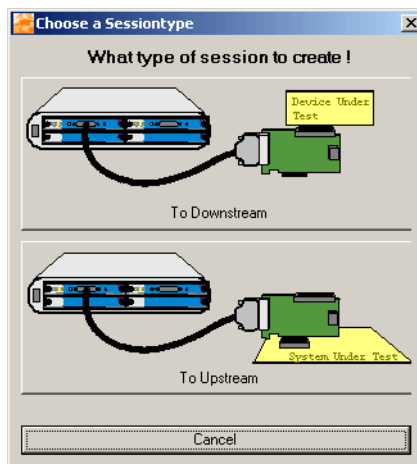 Choose a Sessiontype
What type of session to create !
Device Under
Test
To Downstream
System Under Test
To Upstream
Cancel